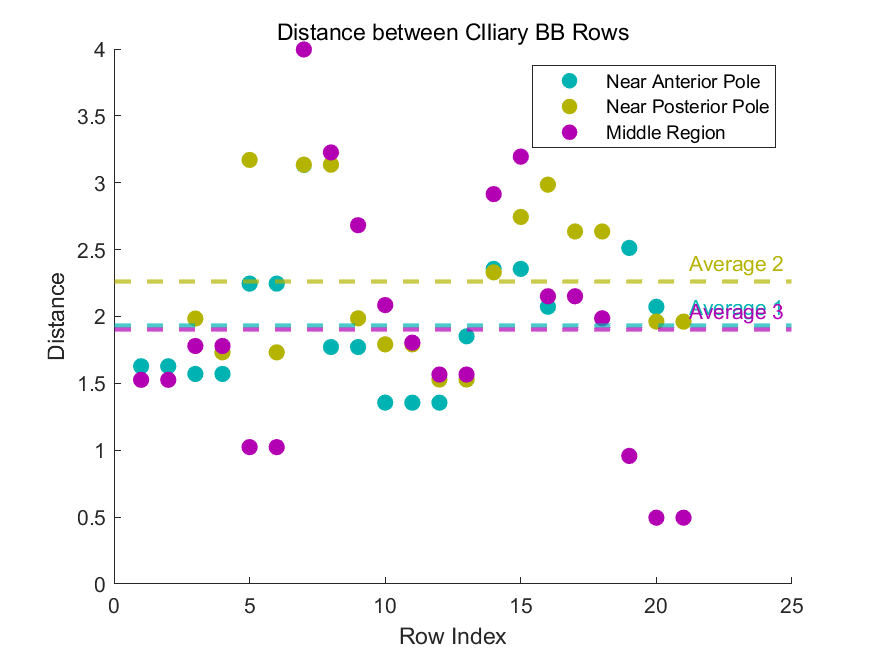 Distance between CIliary BB Rows
Near Anterior Pole
Near Posterior Pole
Middle Region
4
3.5
3
2.5
2
1.5
1
0.5
0
Distance
Average 2
Average 1
Average 3
0
5
10
15
20
25
Row Index